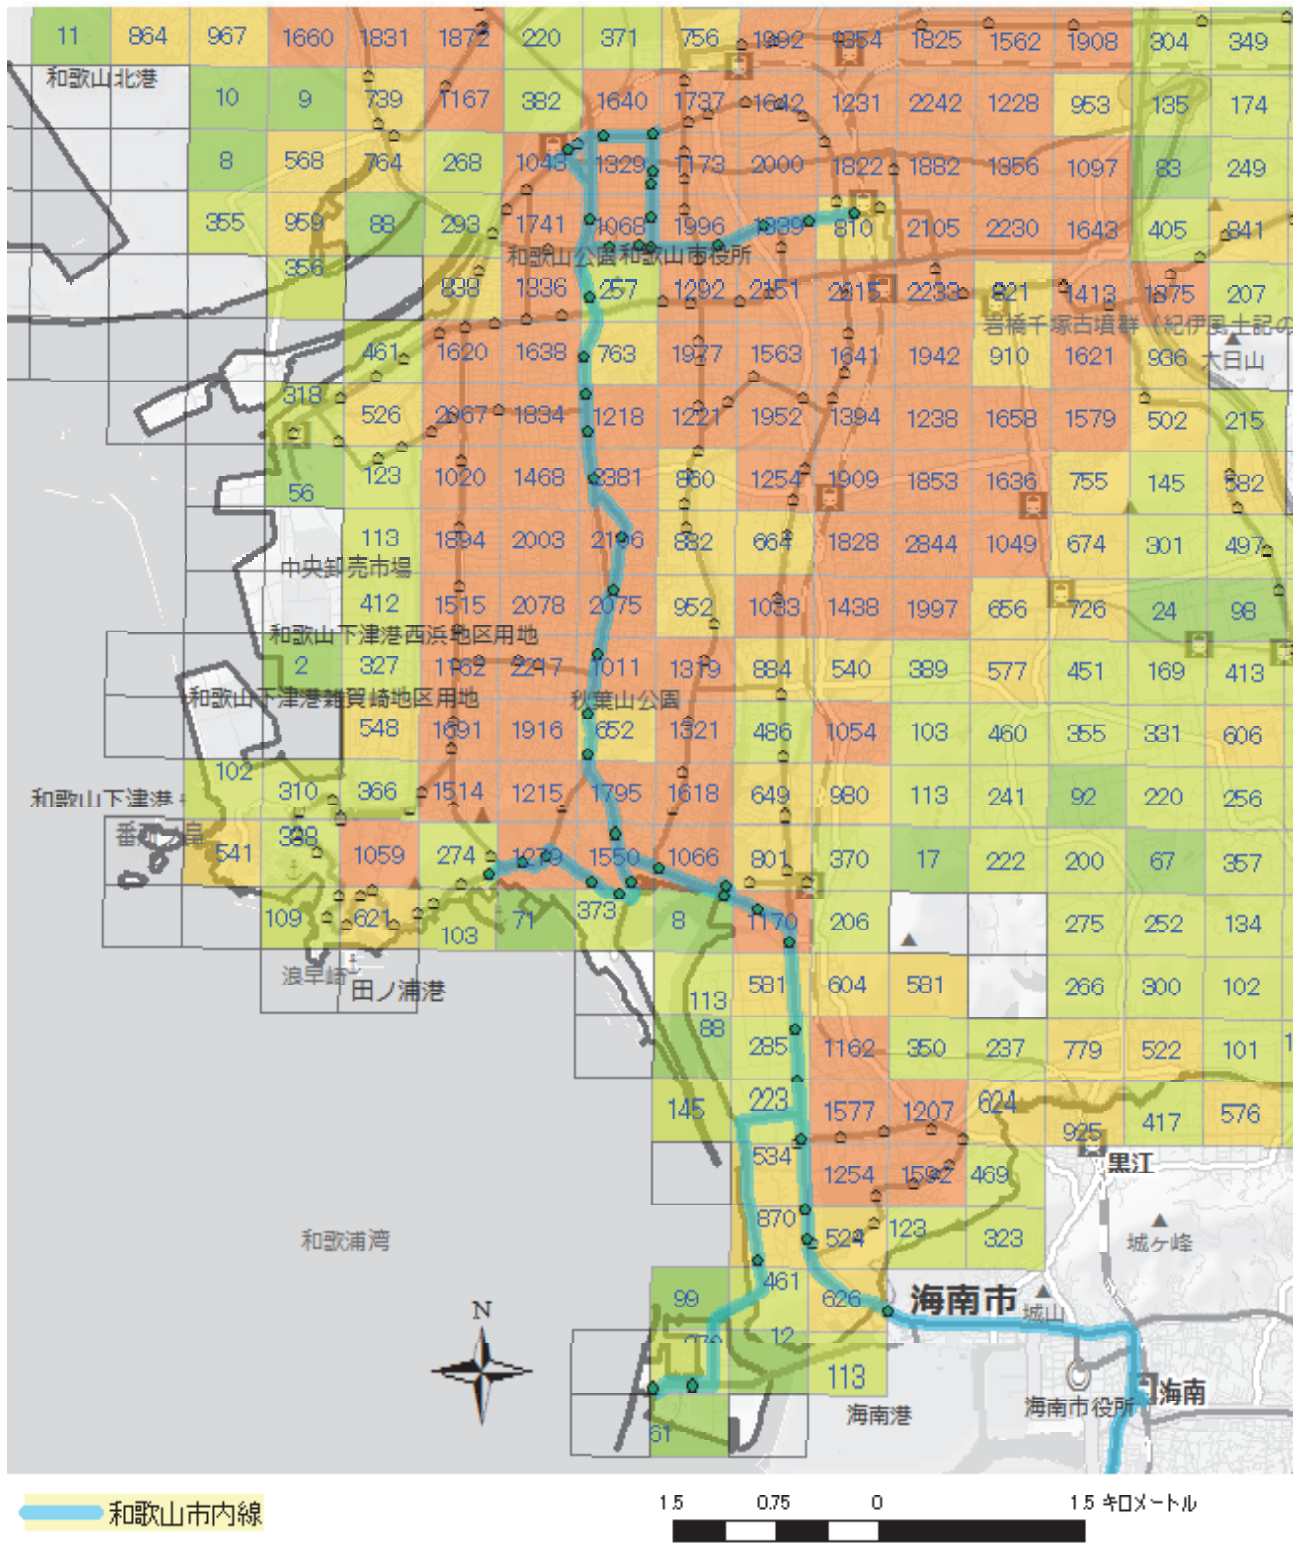 11 864 967 1660 1831 1872 220 371 756 1992 1354 1825 1562 1908 304 349
和歌山北港
10 9 739 1167 382 1640 1737 1642 1231 2242 1228 953 135 174
8 568 764 268 1043 1329 1173 2000 1822 1882 1356 1097 83 249
355 959 88 293 1741 1068 1996 1839 810 2105 2230 1643 405 841
和歌山公園 和歌山市役所
356 838 1836 257 1292 2151 2215 2233 821 1413 1375 207
岩橋千塚古墳群（紀伊風土記の
461 1620 1638 763 1977 1563 1641 1942 910 1621 936 大日山
318 526 2067 1834 1218 1221 1952 1394 1238 1658 1579 502 215
56 123 1020 1468 2381 860 1254 1909 1853 1636 755 145 582
113 1894 2003 2196 882 664 1828 2844 1049 674 301 497
中央卸売市場
412 1515 2078 2075 952 1033 1438 1997 656 726 24 98
和歌山下津港西浜地区用地
2 327 1162 2217 1011 1319 884 540 389 577 451 169 413
和歌山下津港雑賀崎地区用地 秋葉山公園
548 1691 1916 652 1321 486 1054 103 460 355 331 606
102 310 366 1514 1215 1795 1618 649 980 113 241 92 220 256
和歌山下津港
541 338 1059 274 1279 1550 1066 801 370 17 222 200 67 357
109 621 103 71 373 8 1170 206 275 252 134
浪早崎 田ノ浦港
113 581 604 581 266 300 102
88 285 1162 350 237 779 522 101 1
145 223 1577 1207 624 925 417 576
534 1254 1592 469 黒江
和歌浦湾
870 524 123 323 城ヶ峰
99 461 626 海南市 城山
12
113
海南港 海南市役所 海南
61
N
和歌山市内線
1.5 0.75 0 1.5 キロメートル